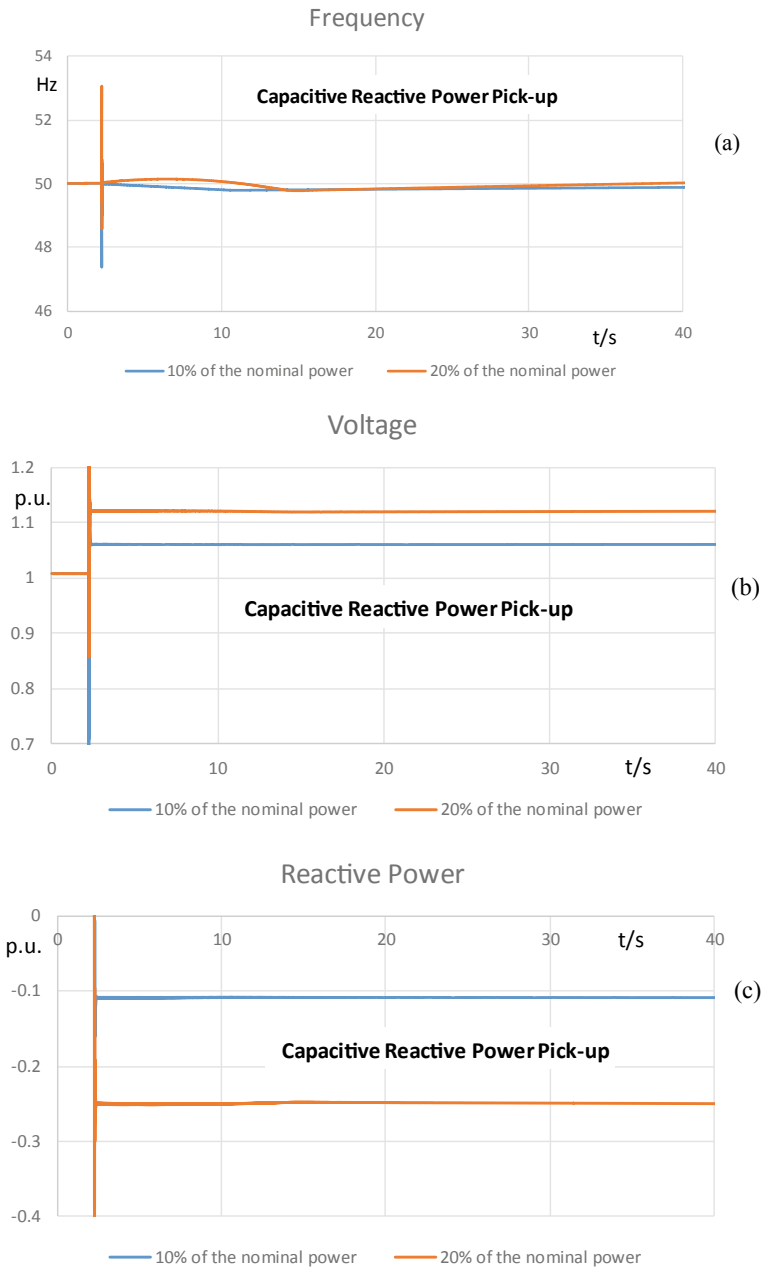 Frequency
54
Hz
Capacitive Reactive Power Pick-up
52
(a)
50
48
46
0 10 20 30 40
t/s
10% of the nominal power 20% of the nominal power
Voltage
1.2
p.u.
1.1
1
(b)
Capacitive Reactive Power Pick-up
0.9
0.8
0.7
t/s
0 10 20 30 40
10% of the nominal power 20% of the nominal power
Reactive Power
0
0 10 20 30 t/s 40
p.u.
-0.1
(c)
Capacitive Reactive Power Pick-up
-0.2
-0.3
-0.4
10% of the nominal power 20% of the nominal power